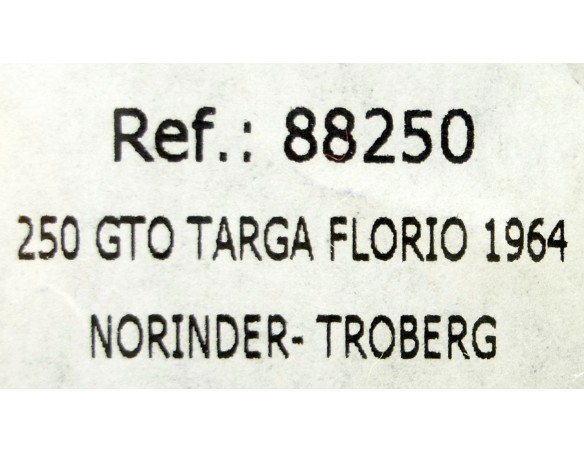 Ref.: 88250
250 GTO TARGA FLORIO 1964
NORINDER- TROBERG